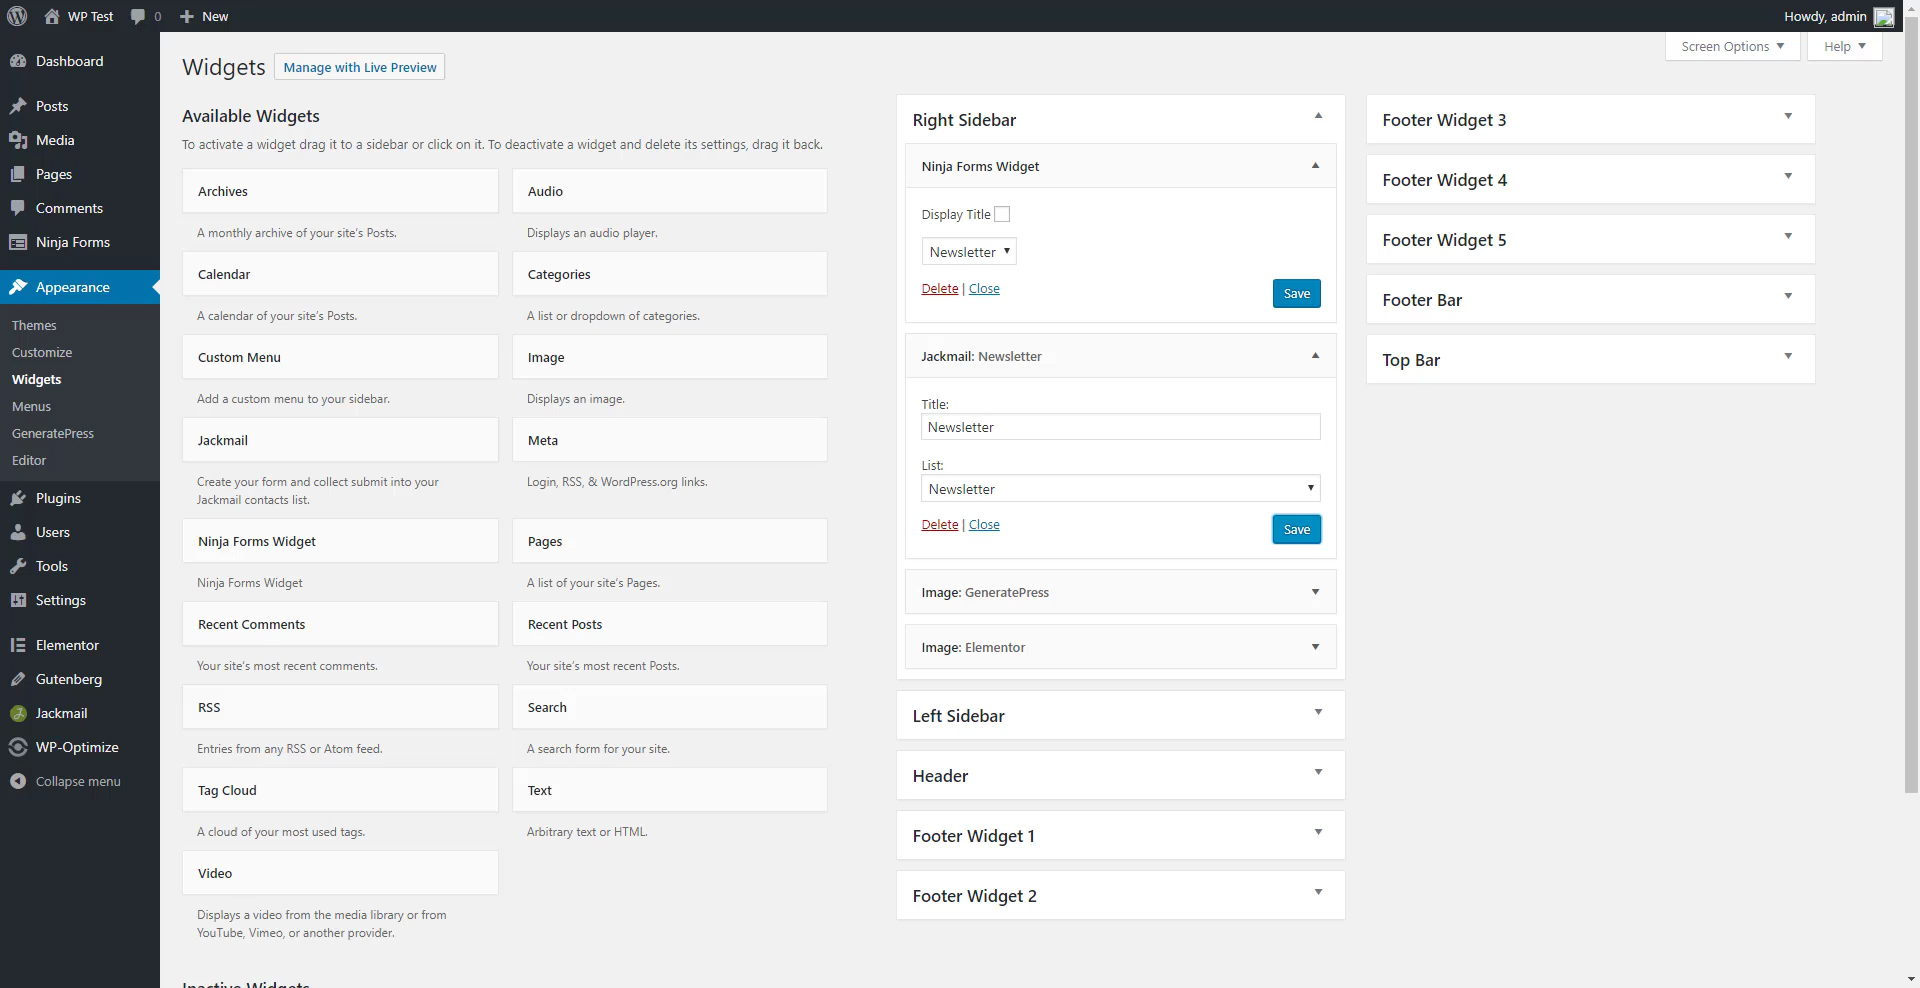 WP Test
0
New
Howdy, admin
Dashboard
Posts
Media
Pages
Comments
Ninja Forms
Appearance
Themes
Customize
Widgets
Menus
GeneratePress
Editor
Plugins
Users
Tools
Settings
Elementor
Gutenberg
Jackmail
WP-Optimize
Collapse menu
Screen Options
Help
Widgets
Manage with Live Preview
Available Widgets
To activate a widget drag it to a sidebar or click on it. To deactivate a widget and delete its settings, drag it back.
Archives
A monthly archive of your site's Posts.
Audio
Displays an audio player.
Calendar
A calendar of your site's Posts.
Categories
A list or dropdown of categories.
Custom Menu
Add a custom menu to your sidebar.
Image
Displays an image.
Jackmail
Create your form and collect submit into your
Jackmail contacts list.
Meta
Login, RSS, & WordPress.org links.
Ninja Forms Widget
Ninja Forms Widget
Pages
A list of your site's Pages.
Recent Comments
Your site's most recent comments.
Recent Posts
Your site's most recent Posts.
RSS
Entries from any RSS or Atom feed.
Search
A search form for your site.
Tag Cloud
A cloud of your most used tags.
Text
Arbitrary text or HTML.
Video
Displays a video from the media library or from
YouTube, Vimeo, or another provider.
Inactive Widgets
Right Sidebar
Ninja Forms Widget
Display Title
Newsletter
Delete | Close
Save
Jackmail: Newsletter
Title:
Newsletter
List:
Newsletter
Delete | Close
Save
Image: GeneratePress
Image: Elementor
Left Sidebar
Header
Footer Widget 1
Footer Widget 2
Footer Widget 3
Footer Widget 4
Footer Widget 5
Footer Bar
Top Bar